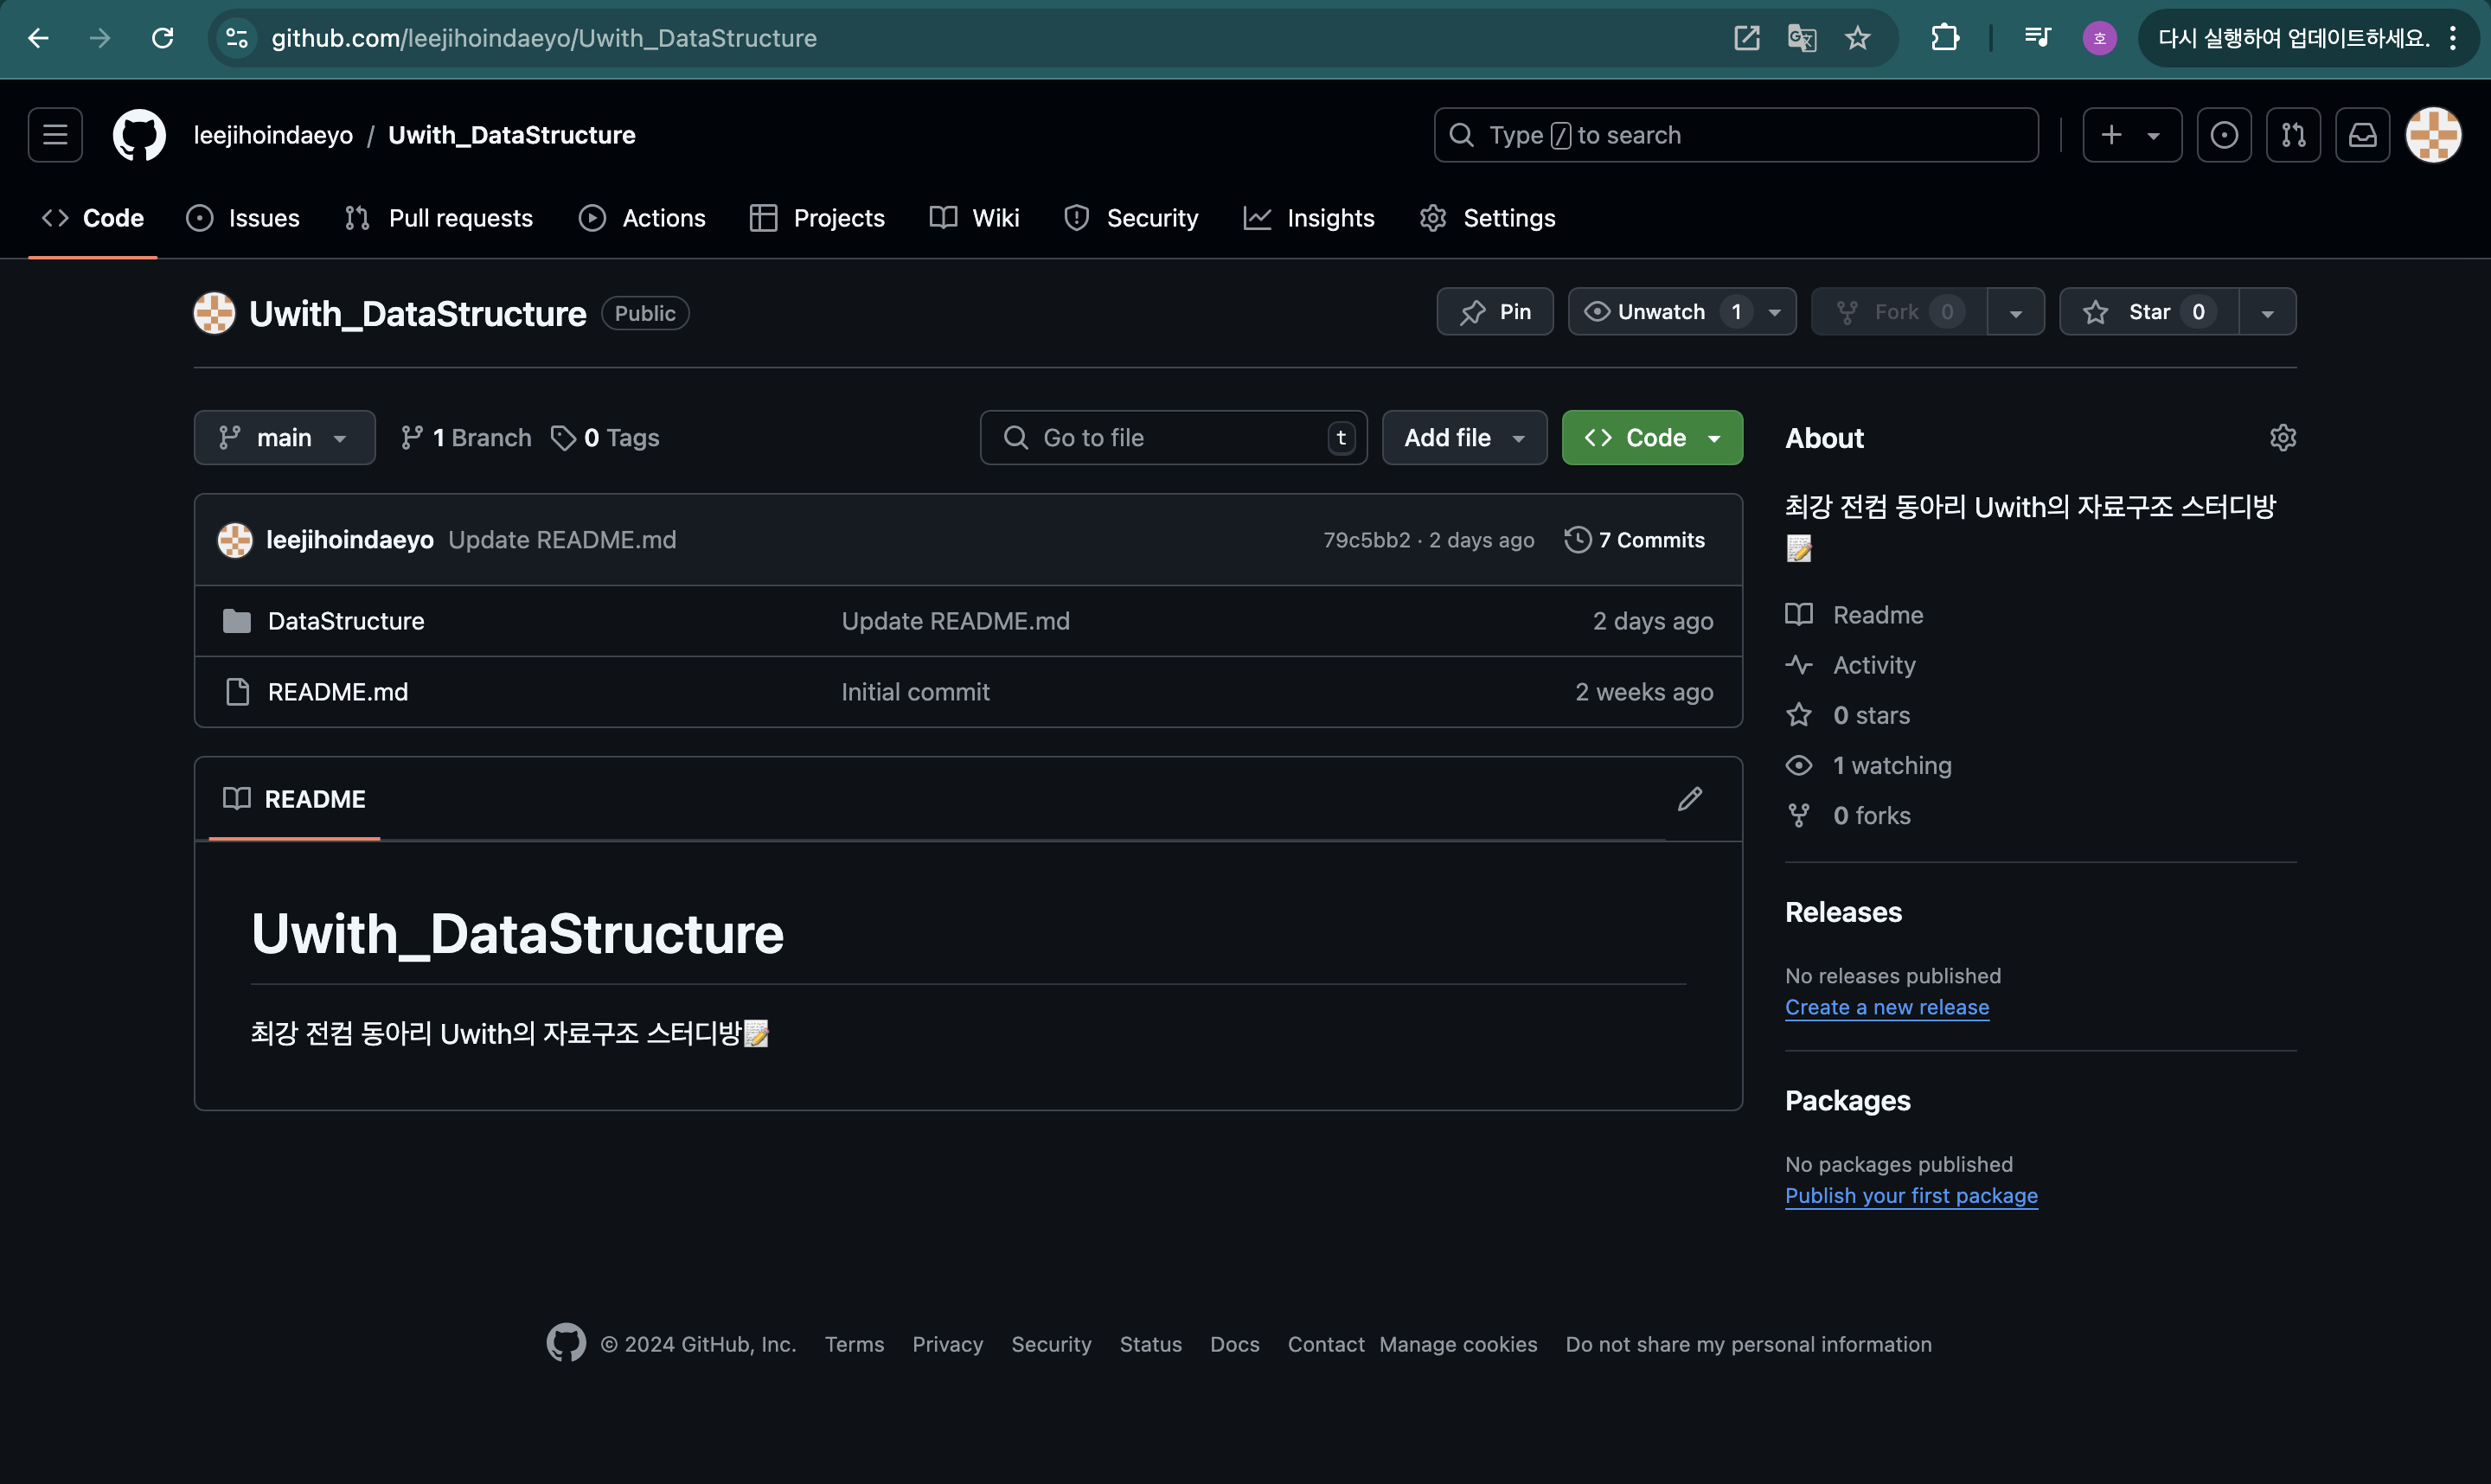 github.com/leejihoindaeyo/Uwith_DataStructure 호 다시 실행하여 업데이트하세요.
leejihoindaeyo / Uwith_DataStructure Type / to search
Code Issues Pull requests Actions Projects Wiki Security Insights Settings
Uwith_DataStructure Public Pin Unwatch 1 Fork 0 Star 0
main 1 Branch 0 Tags Go to file t Add file Code
leejihoindaeyo Update README.md 79c5bb2 · 2 days ago 7 Commits
DataStructure Update README.md 2 days ago
README.md Initial commit 2 weeks ago
README
Uwith_DataStructure
최강 전컴 동아리 Uwith의 자료구조 스터디방📝
About
최강 전컴 동아리 Uwith의 자료구조 스터디방
📝
Readme
Activity
0 stars
1 watching
0 forks
Releases
No releases published
Create a new release
Packages
No packages published
Publish your first package
© 2024 GitHub, Inc. Terms Privacy Security Status Docs Contact Manage cookies Do not share my personal information